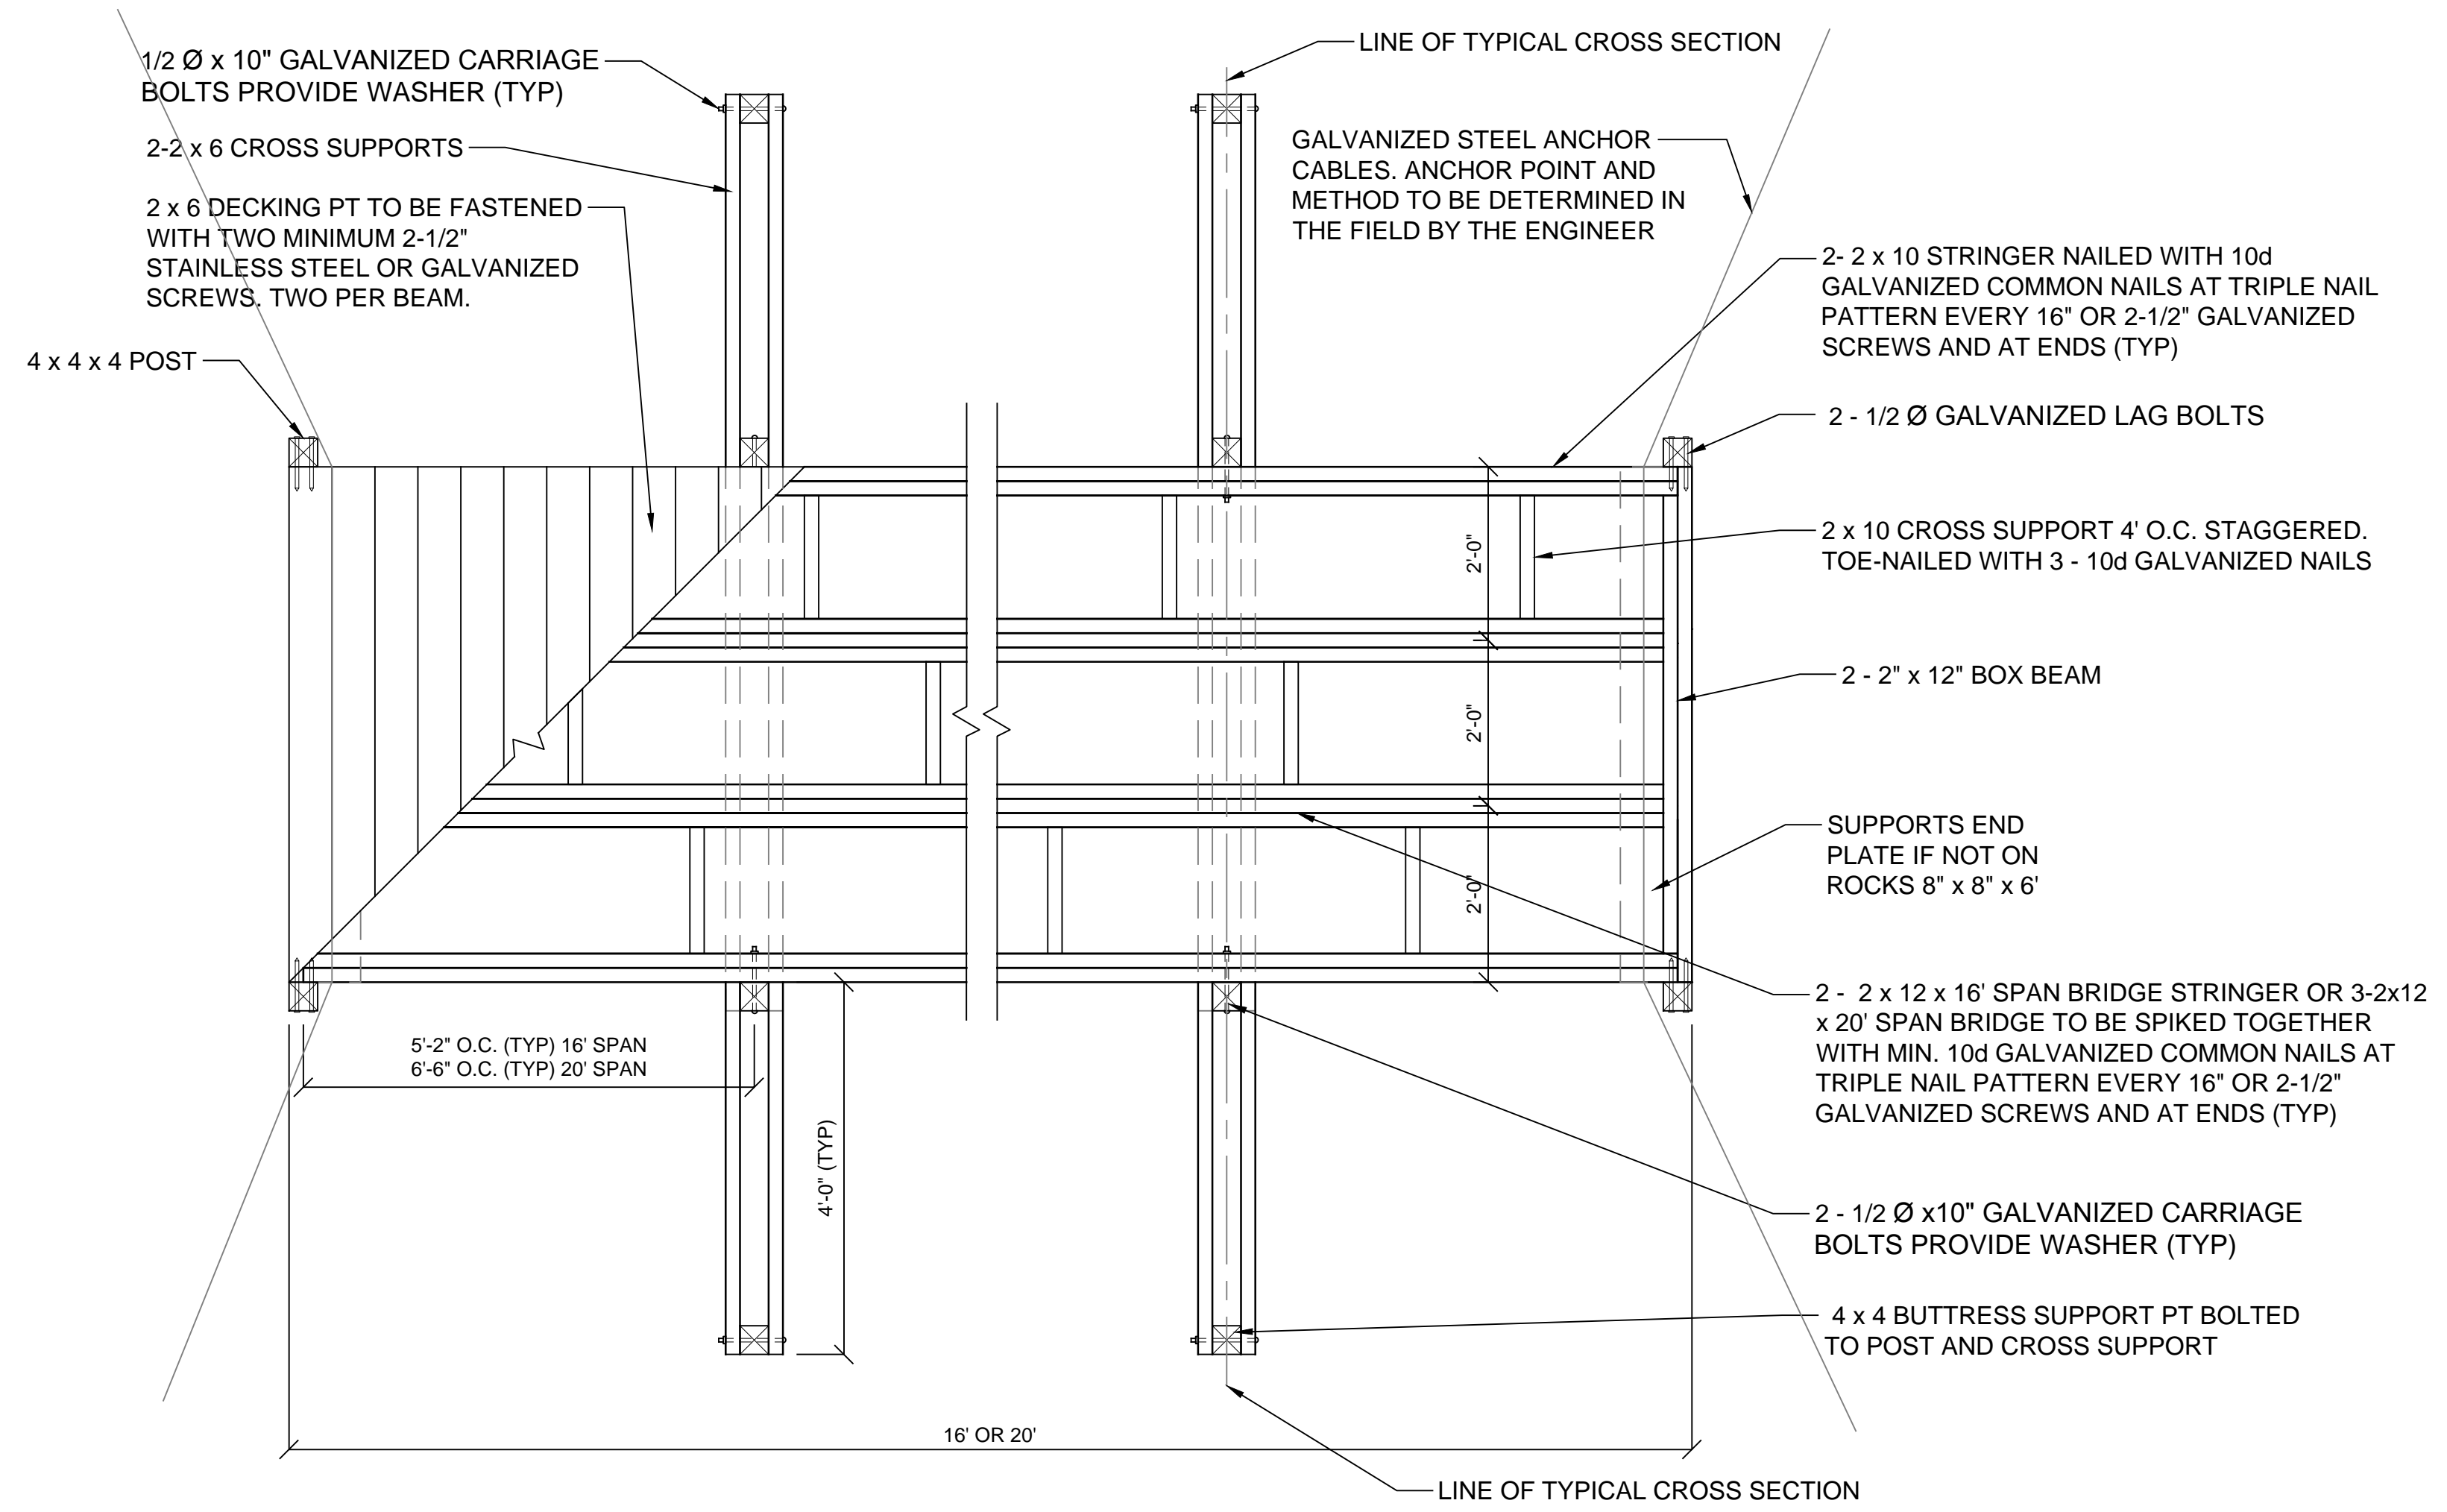 1/2 Ø x 10" GALVANIZED CARRIAGE
BOLTS PROVIDE WASHER (TYP)
2-2 x 6 CROSS SUPPORTS
2 x 6 DECKING PT TO BE FASTENED
WITH TWO MINIMUM 2-1/2"
STAINLESS STEEL OR GALVANIZED
SCREWS. TWO PER BEAM.
4 x 4 x 4 POST
LINE OF TYPICAL CROSS SECTION
GALVANIZED STEEL ANCHOR
CABLES. ANCHOR POINT AND
METHOD TO BE DETERMINED IN
THE FIELD BY THE ENGINEER
2- 2 x 10 STRINGER NAILED WITH 10d
GALVANIZED COMMON NAILS AT TRIPLE NAIL
PATTERN EVERY 16" OR 2-1/2" GALVANIZED
SCREWS AND AT ENDS (TYP)
2 - 1/2 Ø GALVANIZED LAG BOLTS
2 x 10 CROSS SUPPORT 4' O.C. STAGGERED.
TOE-NAILED WITH 3 - 10d GALVANIZED NAILS
2'-0"
2'-0"
2'-0"
2 - 2" x 12" BOX BEAM
SUPPORTS END
PLATE IF NOT ON
ROCKS 8" x 8" x 6'
2 - 2 x 12 x 16' SPAN BRIDGE STRINGER OR 3-2x12
x 20' SPAN BRIDGE TO BE SPIKED TOGETHER
WITH MIN. 10d GALVANIZED COMMON NAILS AT
TRIPLE NAIL PATTERN EVERY 16" OR 2-1/2"
GALVANIZED SCREWS AND AT ENDS (TYP)
5'-2" O.C. (TYP) 16' SPAN
6'-6" O.C. (TYP) 20' SPAN
4'-0" (TYP)
2 - 1/2 Ø x10" GALVANIZED CARRIAGE
BOLTS PROVIDE WASHER (TYP)
4 x 4 BUTTRESS SUPPORT PT BOLTED
TO POST AND CROSS SUPPORT
16' OR 20'
LINE OF TYPICAL CROSS SECTION